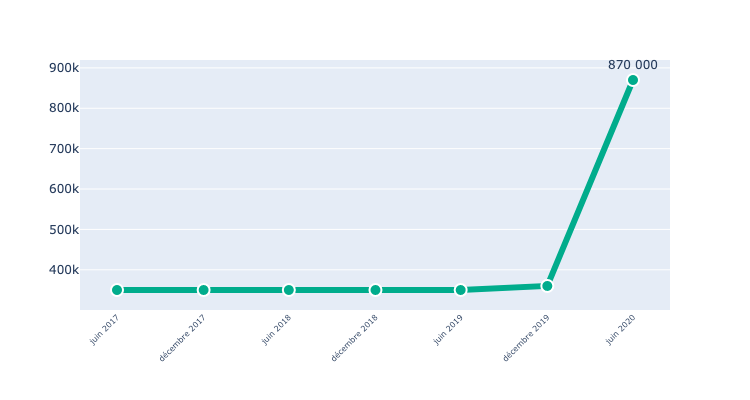 870 000
900k
800k
700k
600k
500k
400k
juin 2017
décembre 2017
juin 2018
décembre 2018
juin 2019
décembre 2019
juin 2020